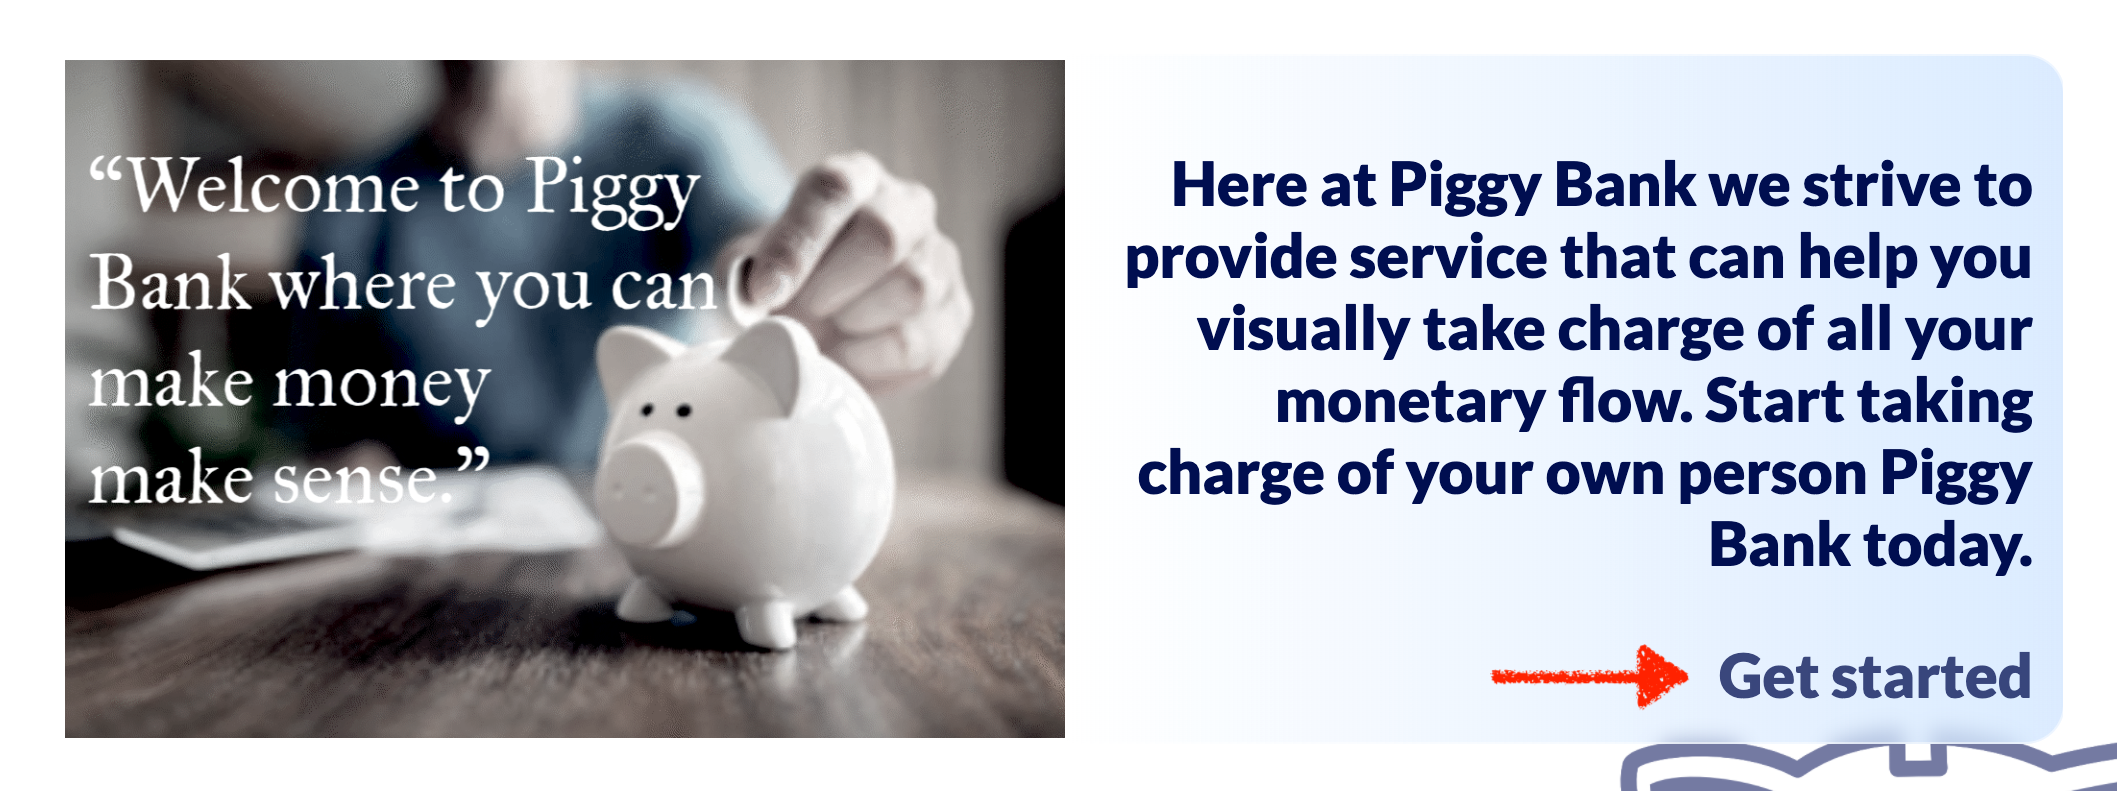 “Welcome to Piggy
Bank where you can
make money
make sense.”
Here at Piggy Bank we strive to
provide service that can help you
visually take charge of all your
monetary flow. Start taking
charge of your own person Piggy
Bank today.
Get started